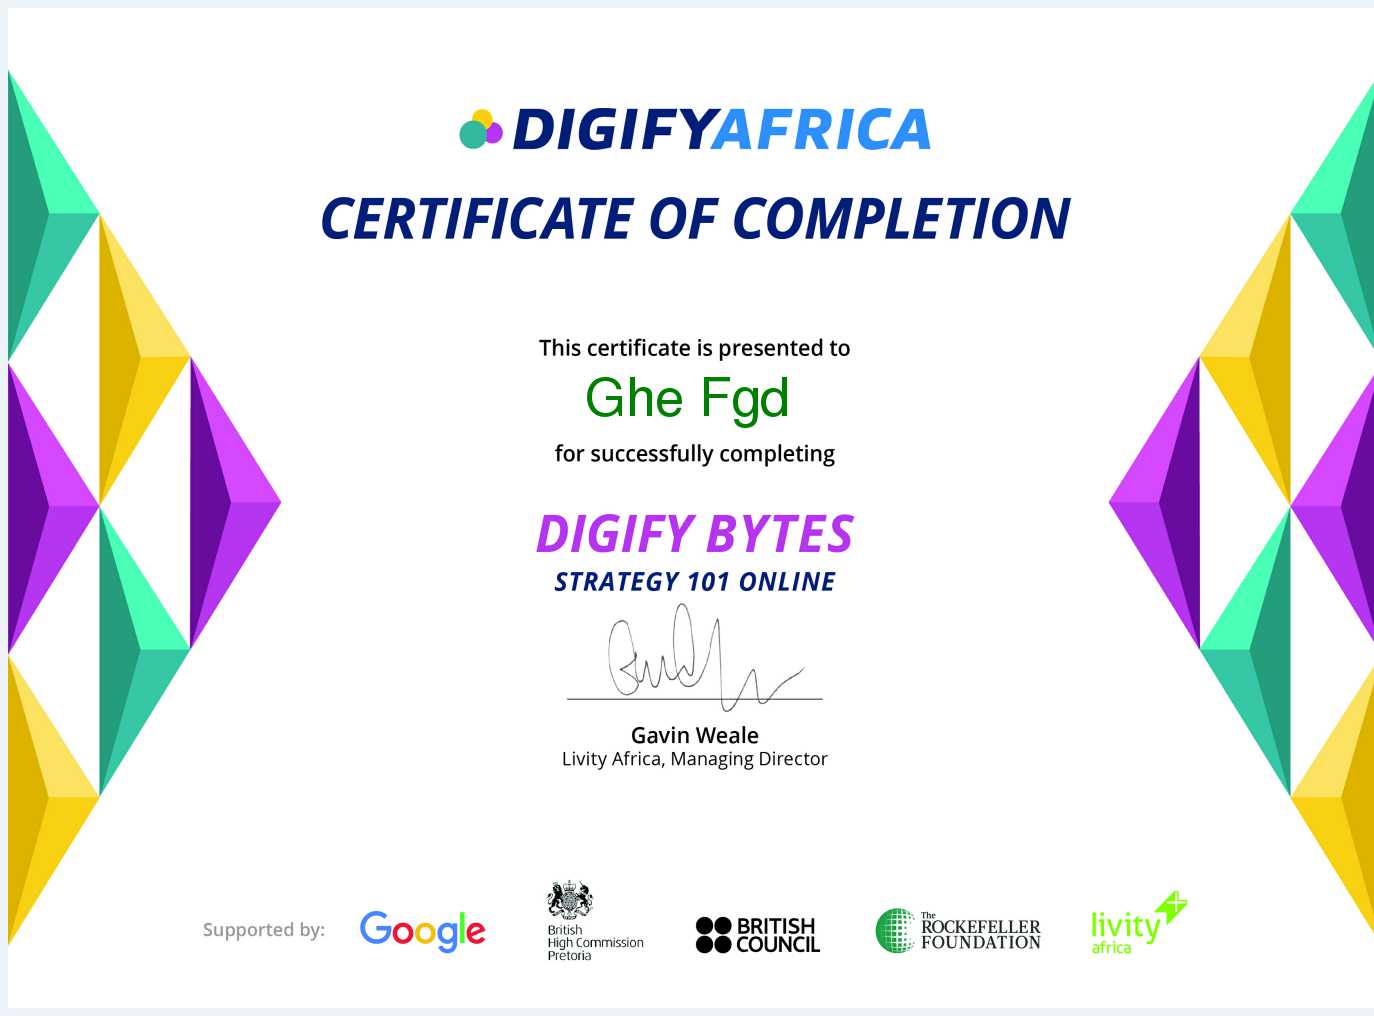 DIGIFYAFRICA
CERTIFICATE OF COMPLETION
This certificate is presented to
Ghe Fgd
for successfully completing
DIGIFY BYTES
STRATEGY 101 ONLINE
Gavin Weale
Livity Africa, Managing Director
Supported by:
Google
British
High Commission
Pretoria
BRITISH
COUNCIL
The
ROCKEFELLER
FOUNDATION
livity
africa